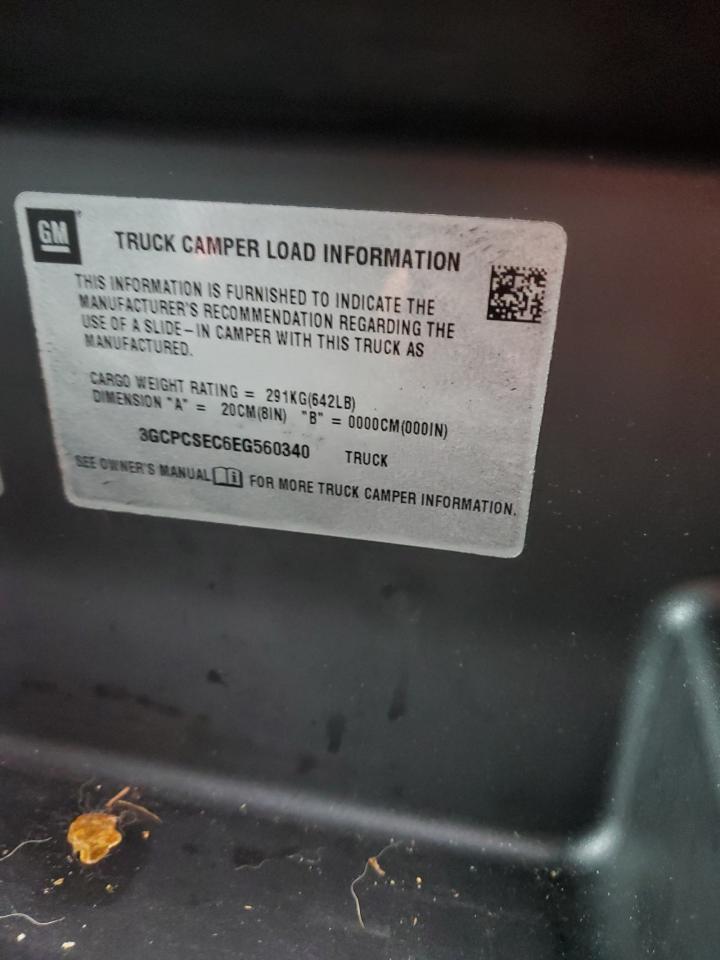 GM
TRUCK CAMPER LOAD INFORMATION
THIS INFORMATION IS FURNISHED TO INDICATE THE
MANUFACTURER'S RECOMMENDATION REGARDING THE
USE OF A SLIDE-IN CAMPER WITH THIS TRUCK AS
MANUFACTURED.
CARGO WEIGHT RATING = 291KG(642LB)
DIMENSION "A" = 20CM(8IN) "B" = 0000CM(000IN)
3GCPCSEC6EG560340 TRUCK
SEE OWNER'S MANUAL FOR MORE TRUCK CAMPER INFORMATION.